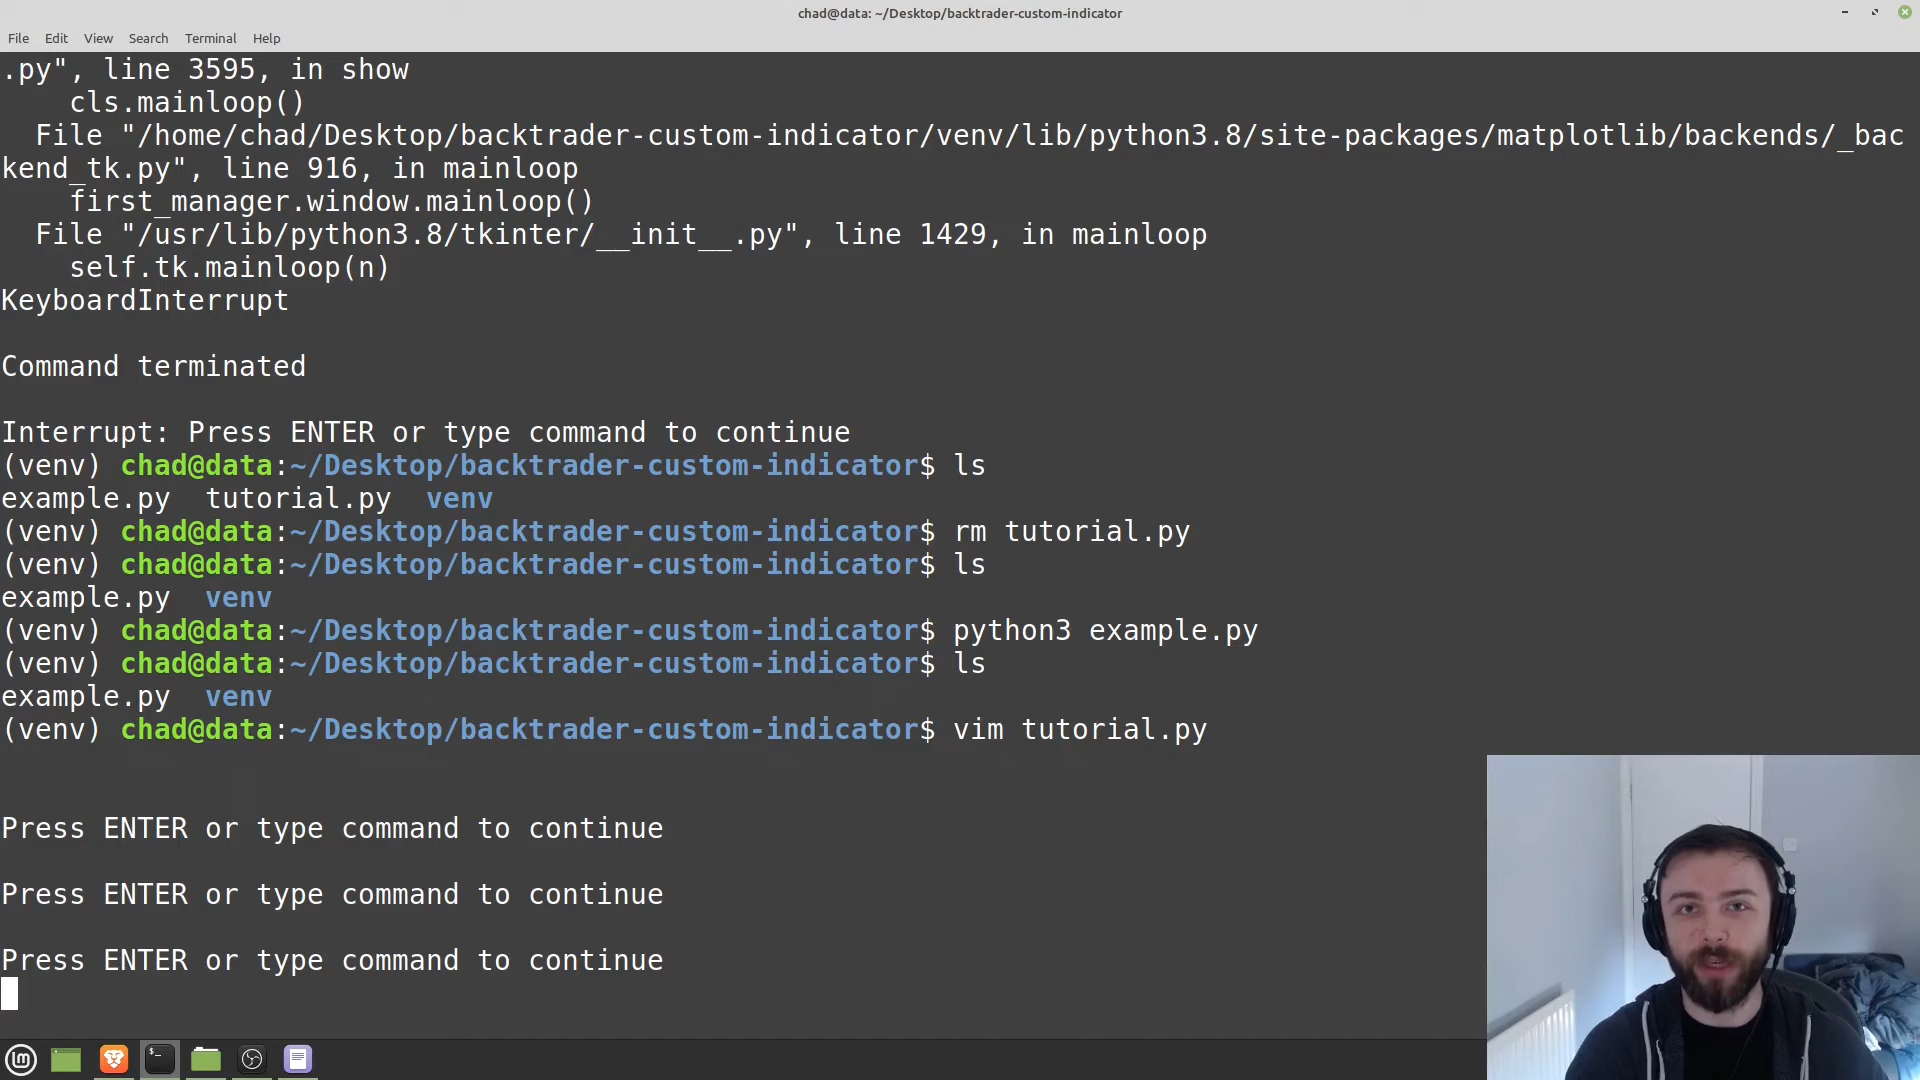 chad@data: ~/Desktop/backtrader-custom-indicator
File Edit View Search Terminal Help
.py", line 3595, in show
    cls.mainloop()
  File "/home/chad/Desktop/backtrader-custom-indicator/venv/lib/python3.8/site-packages/matplotlib/backends/_bac
kend_tk.py", line 916, in mainloop
    first_manager.window.mainloop()
  File "/usr/lib/python3.8/tkinter/__init__.py", line 1429, in mainloop
    self.tk.mainloop(n)
KeyboardInterrupt
Command terminated
Interrupt: Press ENTER or type command to continue
(venv) chad@data:~/Desktop/backtrader-custom-indicator$ ls
example.py  tutorial.py  venv
(venv) chad@data:~/Desktop/backtrader-custom-indicator$ rm tutorial.py
(venv) chad@data:~/Desktop/backtrader-custom-indicator$ ls
example.py  venv
(venv) chad@data:~/Desktop/backtrader-custom-indicator$ python3 example.py
(venv) chad@data:~/Desktop/backtrader-custom-indicator$ ls
example.py  venv
(venv) chad@data:~/Desktop/backtrader-custom-indicator$ vim tutorial.py
Press ENTER or type command to continue
Press ENTER or type command to continue
Press ENTER or type command to continue